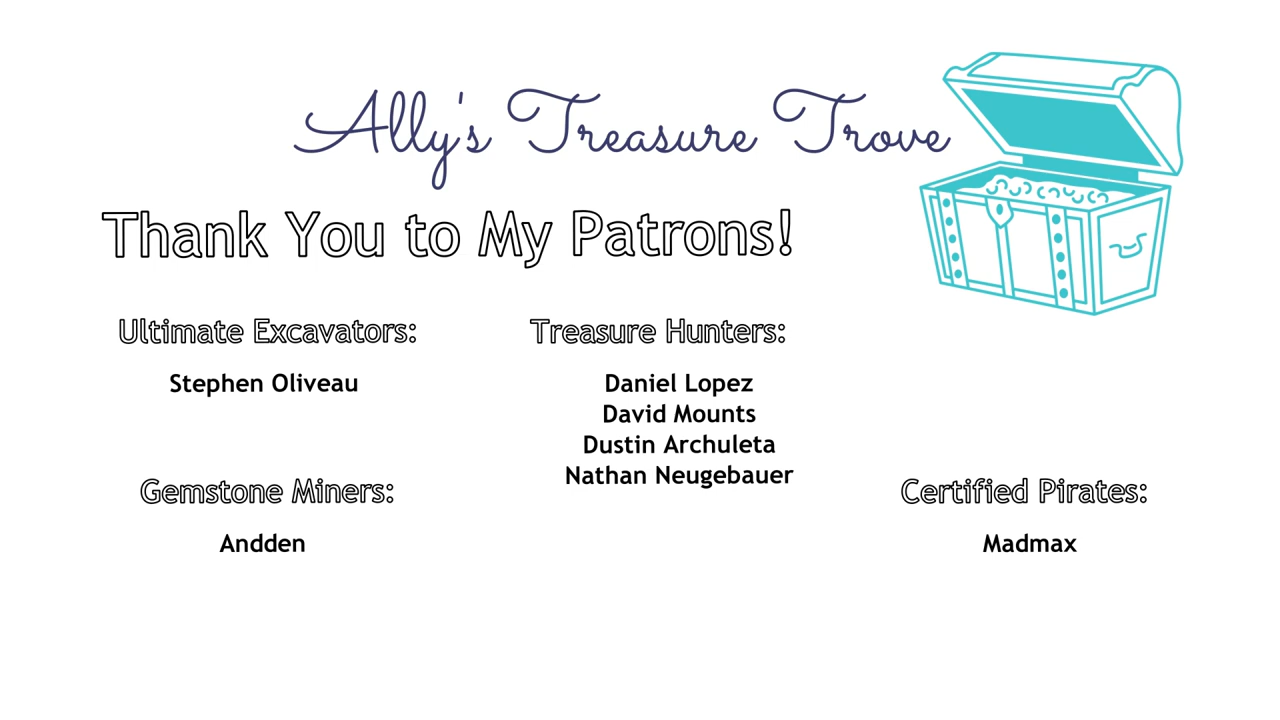 Ally's Treasure Trove
Thank You to My Patrons!
Ultimate Excavators:
Stephen Oliveau
Treasure Hunters:
Daniel Lopez
David Mounts
Dustin Archuleta
Nathan Neugebauer
Gemstone Miners:
Andden
Certified Pirates:
Madmax